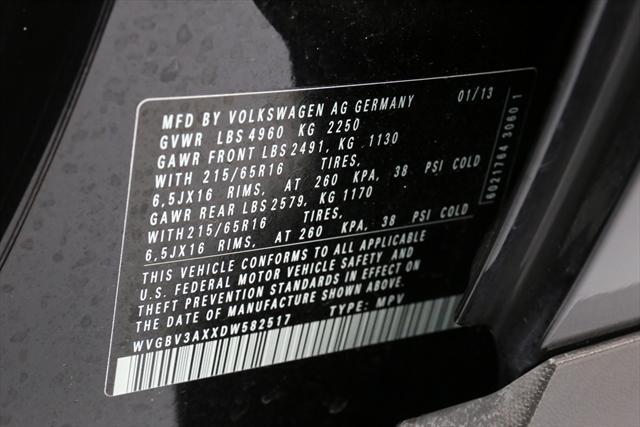 MFD BY VOLKSWAGEN AG GERMANY 01/13
GVWR LBS 4960 KG 2250
GAWR FRONT LBS 2491, KG 1130
WITH 215/65R16 TIRES,
6,5JX16 RIMS, AT 260 KPA, 38 PSI COLD
GAWR REAR LBS 2579, KG 1170
WITH 215/65R16 TIRES,
6,5JX16 RIMS, AT 260 KPA, 38 PSI COLD
THIS VEHICLE CONFORMS TO ALL APPLICABLE
U.S. FEDERAL MOTOR VEHICLE SAFETY AND
THEFT PREVENTION STANDARDS IN EFFECT ON
THE DATE OF MANUFACTURE SHOWN ABOVE.
WVGBV3AXXDW582517 TYPE: MPV
6021764 3060 1